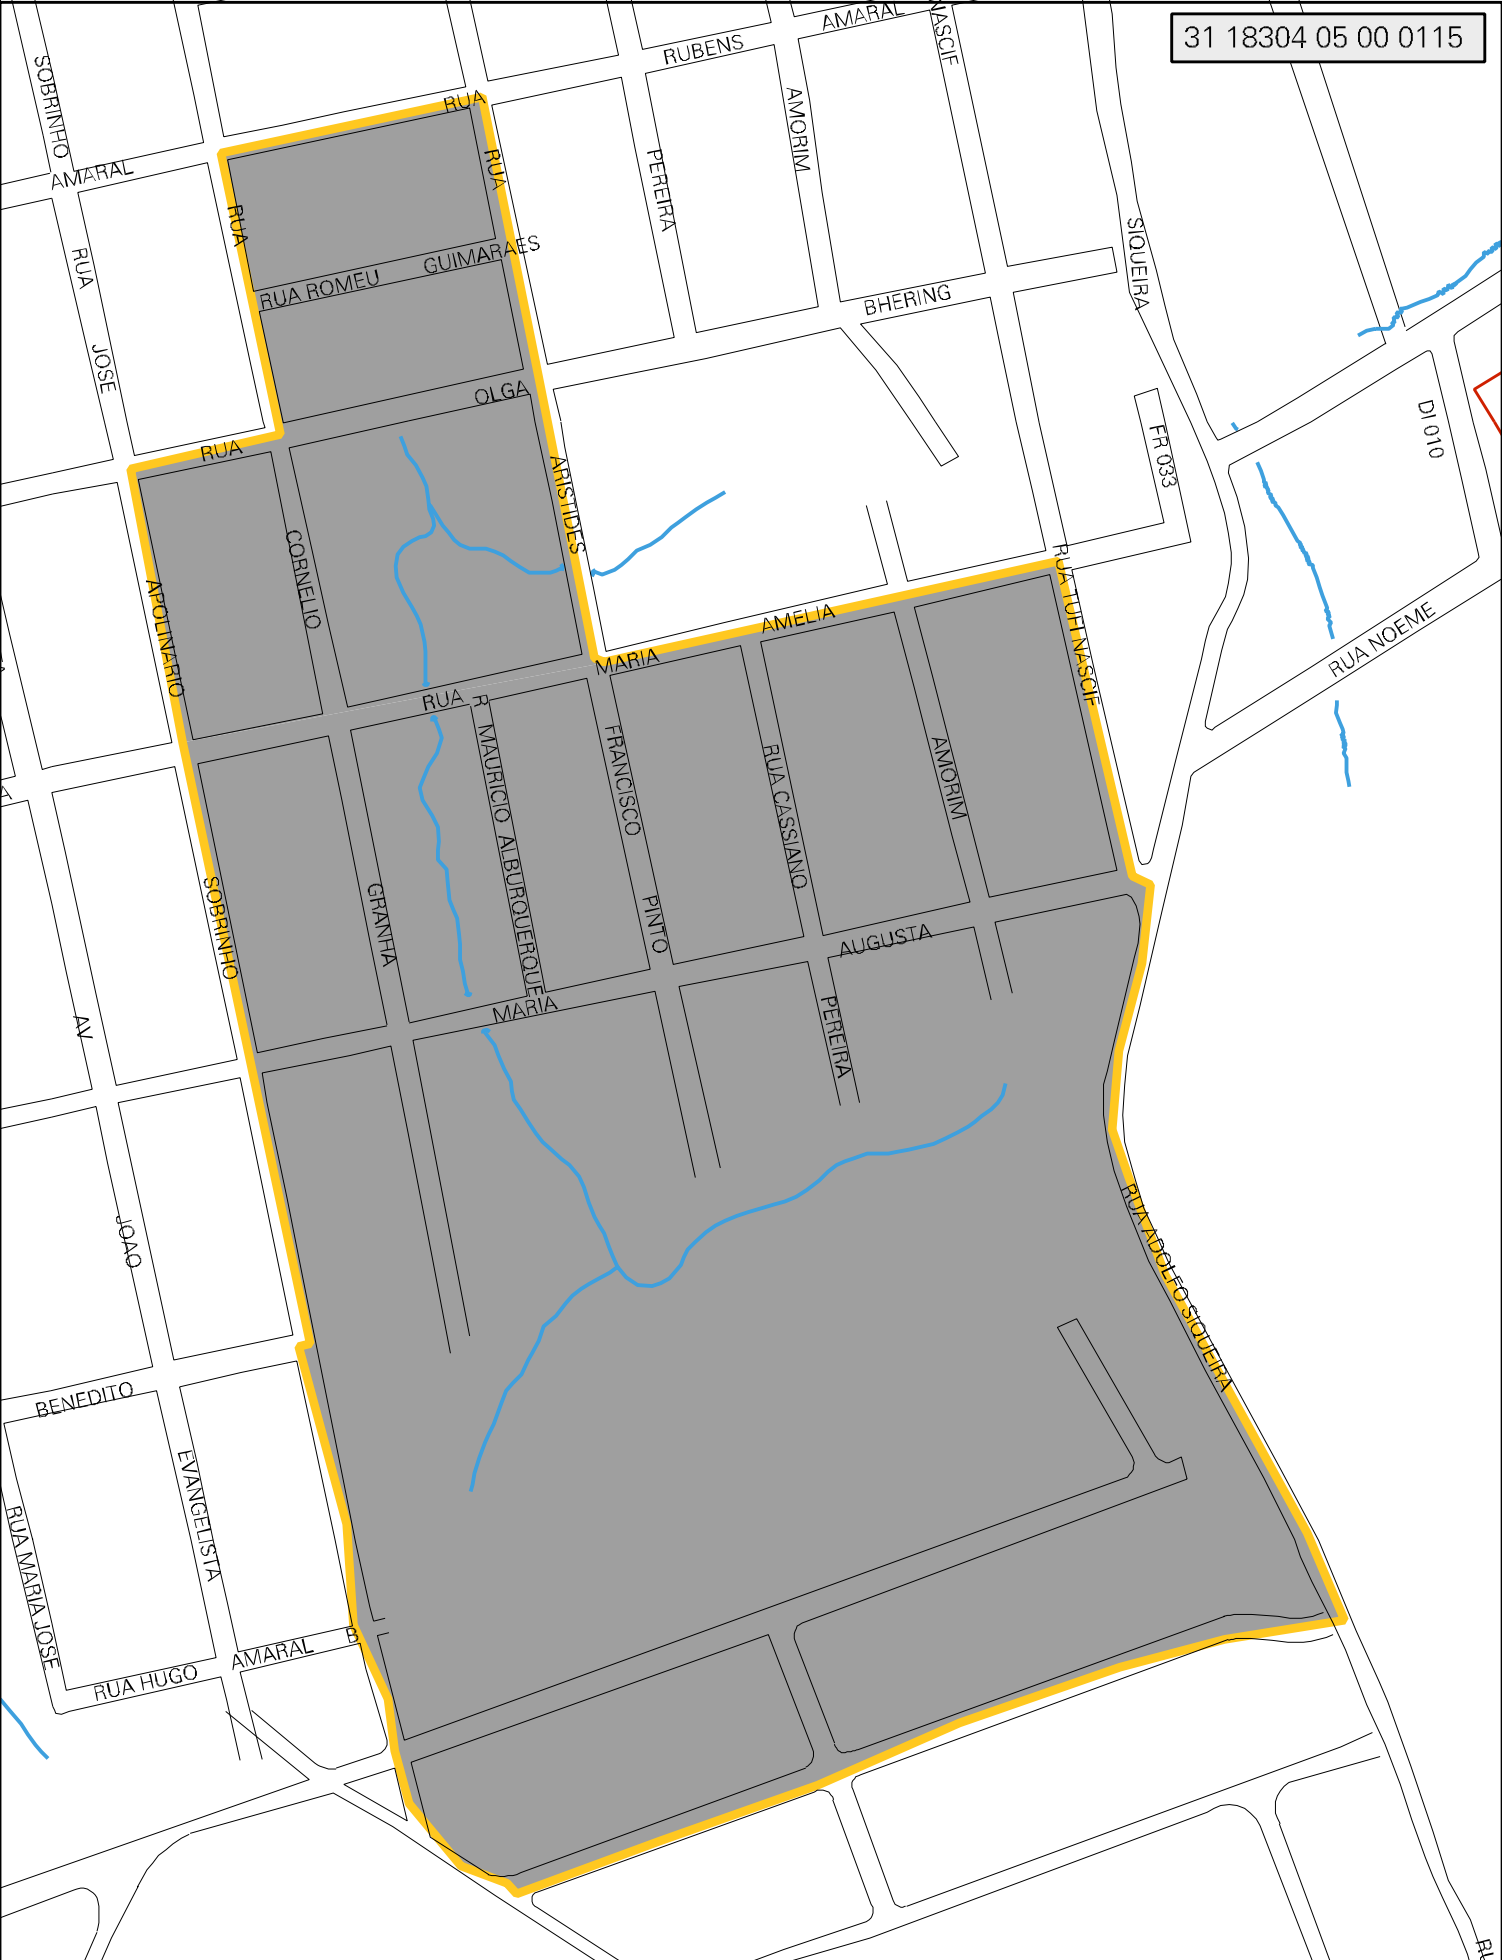 31 18304 05 00 0115
AMARAL
NASCIF
RUBENS
SOBRINHO
AMORIM
RUA
RUA
PEREIRA
AMARAL
RUA
RUA
SIQUEIRA
GUIMARAES
RUA ROMEU
BHERING
JOSE
OLGA
DI 010
FR 033
RUA
ARISTIDES
CORNELIO
APOLINARIO
RUA TUFI NASCIF
AMELIA
RUA NOEME
MARIA
RUA
R MAURICIO ALBURQUERQUE
FRANCISCO
RUA CASSIANO
AMORIM
SOBRINHO
GRANHA
PINTO
AUGUSTA
MARIA
PEREIRA
AV
RUA ADOLFO SIQUEIRA
JOAO
BENEDITO
EVANGELISTA
RUA MARIA JOSE
AMARAL B
RUA HUGO